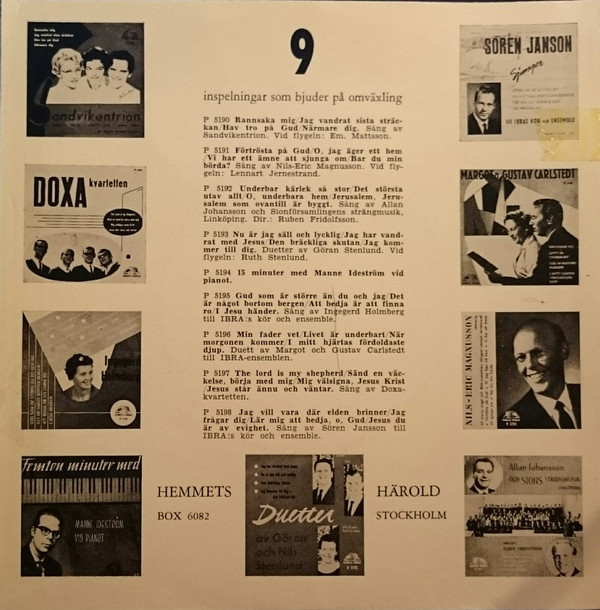 9
inspelningar som bjuder på omväxling
P 5190 Rannsaka mig/Jag vandrat sista sträc-
kan/Hav tro på Gud/Närmare dig. Sång av
Sandvikentrion. Vid flygeln: Em. Mattsson.
P 5191 Förtrösta på Gud/O, jag äger ett hem
/Vi har ett ämne att sjunga om/Bar du min
börda? Sång av Nils-Eric Magnusson. Vid fly-
geln: Lennart Jernestrand.
P 5192 Underbar kärlek så stor/Det största
utav allt/O, underbara hem/Jerusalem, Jeru-
salem som ovantill är byggt. Sång av Allan
Johansson och Sionförsamlingens strängmusik,
Linköping. Dir.: Ruben Fridolfsson.
P 5193 Nu är jag säll och lycklig/Jag har vand-
rat med Jesus/Den bräckliga skutan/Jag kom-
mer till dig. Duetter av Göran Stenlund. Vid
flygeln: Ruth Stenlund.
P 5194 15 minuter med Manne Ideström vid
pianot.
P 5195 Gud som är större än du och jag/Det
är något bortom bergen/Att bedja är att finna
ro/I Jesu händer. Sång av Ingegerd Holmberg
till IBRA:s kör och ensemble.
P 5196 Min fader vet/Livet är underbart/När
morgonen kommer/I mitt hjärtas fördoldaste
djup. Duett av Margot och Gustav Carlstedt
till IBRA-ensemblen.
P 5197 The lord is my shepherd/Sänd en väc-
kelse, börja med mig/Mig välsigna, Jesus Krist
/Jesus står ännu och väntar. Sång av Doxa-
kvartetten.
P 5198 Jag vill vara där elden brinner/Jag
frågar dig/Lär mig att bedja, o, Gud/Jesus du
är av evighet. Sång av Sören Jansson till
IBRA:s kör och ensemble.
HEMMETS HÄROLD
BOX 6082 STOCKHOLM
Sandvikentrion
DOXA kvartetten
Ingegerd
Holmberg
Femton minuter med
MANNE IDESTRÖM
VID PIANOT
Duetter
av Göran
och Nils
Stenlund
SÖREN JANSON
Sjunger
MARGOT o GUSTAV CARLSTEDT
NILS-ERIC MAGNUSSON
Allan Johansson
OCH SIONS STRÄNGMUSIK